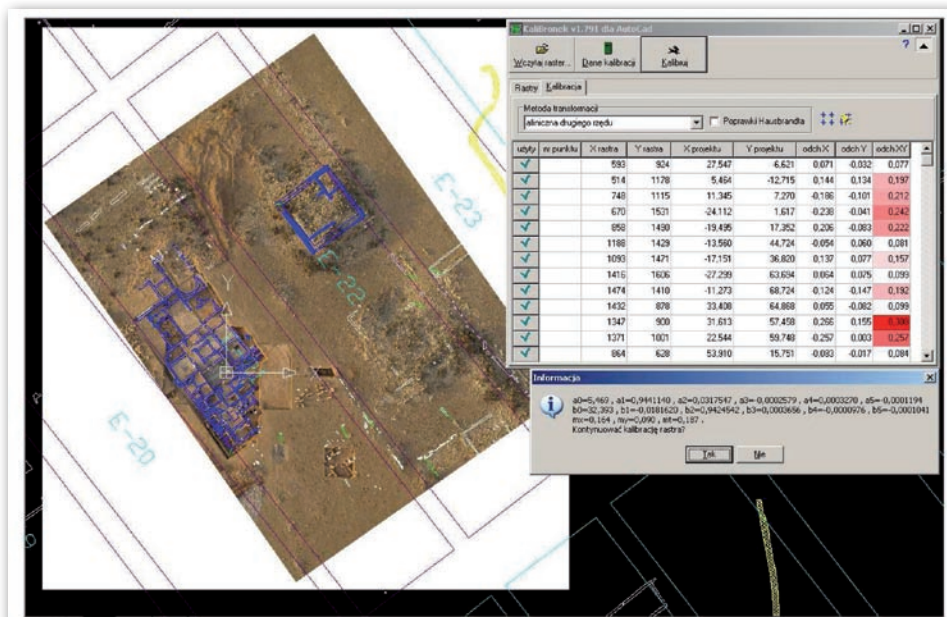 Kalibronek v1.791 dla AutoCad
Wczytaj raster...
Dane kalibracji
Kalibruj
?
Rastry
Kalibracja
Metoda transformacji
afiniczna drugiego rzędu
Poprawki Hausbrandta
użyty nr punktu X rastra Y rastra X projektu Y projektu odch.X odch.Y odch.XY
593 924 27,547 -6,621 0,071 -0,032 0,077
514 1178 5,464 -12,715 0,144 0,134 0,197
748 1115 11,345 7,270 -0,186 -0,101 0,212
670 1531 -24,112 1,617 -0,238 -0,041 0,242
858 1490 -19,495 17,352 0,206 -0,083 0,222
1188 1429 -13,560 44,724 -0,054 0,060 0,081
1093 1471 -17,151 36,820 0,137 0,077 0,157
1416 1606 -27,299 63,694 0,064 0,075 0,099
1474 1410 -11,273 68,724 -0,124 -0,147 0,192
1432 878 33,408 64,868 0,055 -0,082 0,099
1347 900 31,613 57,458 0,266 0,155 0,308
1371 1001 22,544 59,748 -0,257 0,003 0,257
864 628 53,910 15,751 -0,083 -0,017 0,084
Informacja
a0=5,469 , a1=0,9441140 , a2=0,0317547 , a3=-0,0002579 , a4=0,0003270 , a5=-0,0001194
b0=32,393 , b1=-0,0181620 , b2=0,9424542 , b3=0,0003656 , b4=-0,0000976 , b5=-0,0001041
mx=0,164 , my=0,090 , mt=0,187 .
Kontynuować kalibrację rastra?
Tak
Nie
E-23
E-22
E-20
Y